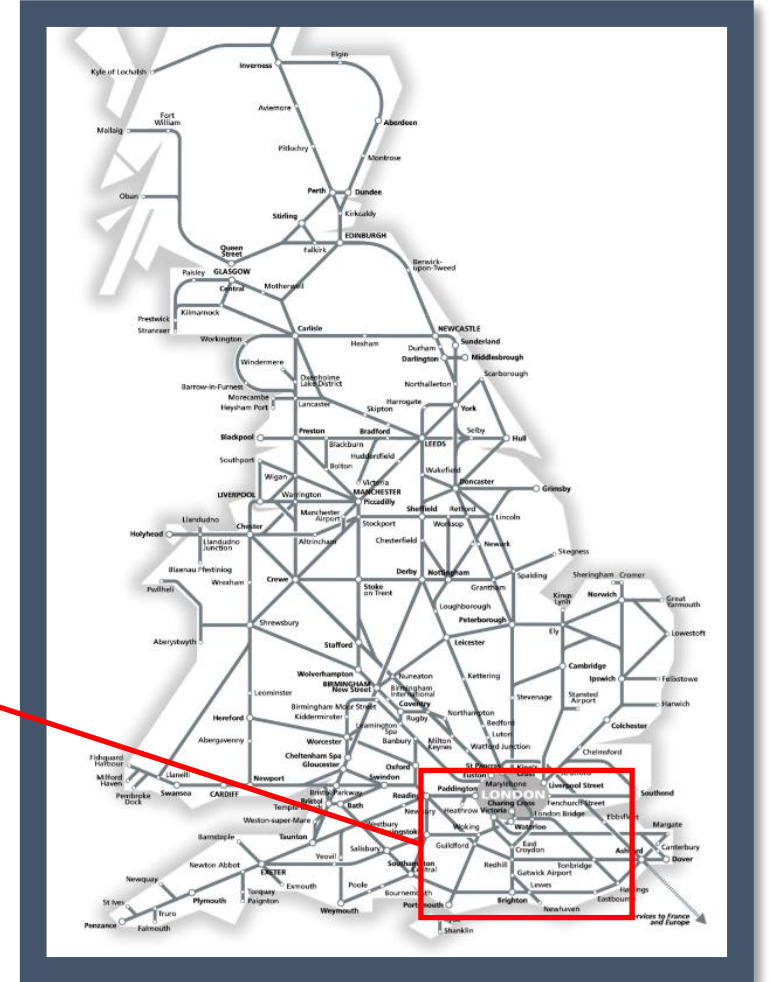 Kyle of Lochalsh
Inverness
Elgin
Aviemore
Fort
William
Mallaig
Aberdeen
Pitlochry
Montrose
Oban
Perth
Dundee
Stirling
Kirkcaldy
Queen
Street
Falkirk
EDINBURGH
Paisley
GLASGOW
Central
Motherwell
Berwick-
upon-Tweed
Kilmarnock
Prestwick
Stranraer
Carlisle
NEWCASTLE
Workington
Hexham
Durham
Sunderland
Darlington
Middlesbrough
Windermere
Oxenholme
Lake District
Scarborough
Barrow-in-Furness
Northallerton
Morecambe
Heysham Port
Lancaster
Harrogate
Skipton
York
Blackpool
Preston
Bradford
Selby
Blackburn
LEEDS
Hull
Southport
Huddersfield
Bolton
Wakefield
Wigan
Victoria
Doncaster
LIVERPOOL
Warrington
MANCHESTER
Piccadilly
Grimsby
Manchester
Airport
Sheffield
Retford
Llandudno
Stockport
Worksop
Lincoln
Holyhead
Chester
Llandudno
Junction
Altrincham
Chesterfield
Newark
Skegness
Blaenau Ffestiniog
Derby
Nottingham
Pwllheli
Wrexham
Crewe
Stoke
on Trent
Grantham
Spalding
Sheringham
Cromer
Kings
Lynn
Norwich
Great
Yarmouth
Loughborough
Shrewsbury
Peterborough
Ely
Lowestoft
Aberystwyth
Stafford
Leicester
Wolverhampton
Cambridge
BIRMINGHAM
New Street
Nuneaton
Kettering
Ipswich
Felixstowe
Birmingham
International
Leominster
Coventry
Stevenage
Stansted
Airport
Harwich
Birmingham Moor Street
Kidderminster
Rugby
Northampton
Hereford
Leamington
Spa
Bedford
Colchester
Abergavenny
Worcester
Banbury
Milton
Keynes
Luton
Cheltenham Spa
Watford Junction
Chelmsford
Fishguard
Harbour
Gloucester
Oxford
St Pancras
King's
Cross
Stratford
Milford
Haven
Llanelli
Newport
Swindon
Euston
Marylebone
Liverpool Street
Pembroke
Dock
Swansea
CARDIFF
Bristol Parkway
Reading
Paddington
LONDON
Southend
Bristol
Temple Meads
Bath
Newbury
Heathrow
Victoria
Charing Cross
Fenchurch Street
London Bridge
Weston-super-Mare
Westbury
Basingstoke
Woking
Waterloo
Ebbsfleet
Margate
Barnstaple
Taunton
Guildford
East
Croydon
Canterbury
Yeovil
Salisbury
Redhill
Tonbridge
Ashford
Dover
Newton Abbot
EXETER
Southampton
Central
Gatwick Airport
Newquay
Exmouth
Poole
Lewes
Hastings
St Ives
Plymouth
Torquay
Paignton
Bournemouth
Portsmouth
Brighton
Newhaven
Eastbourne
Truro
Weymouth
Penzance
Falmouth
Shanklin
Services to France
and Europe